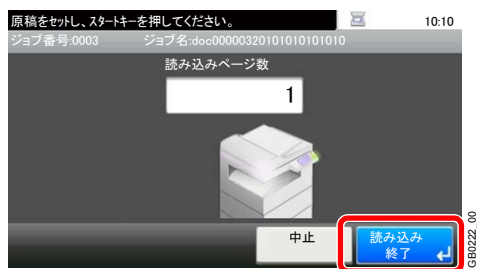 原稿をセットし、スタートキーを押してください。
10:10
ジョブ番号:0003 ジョブ名:doc00000320101010101010
読み込みページ数
1
中止
読み込み
終了
GB0222_00